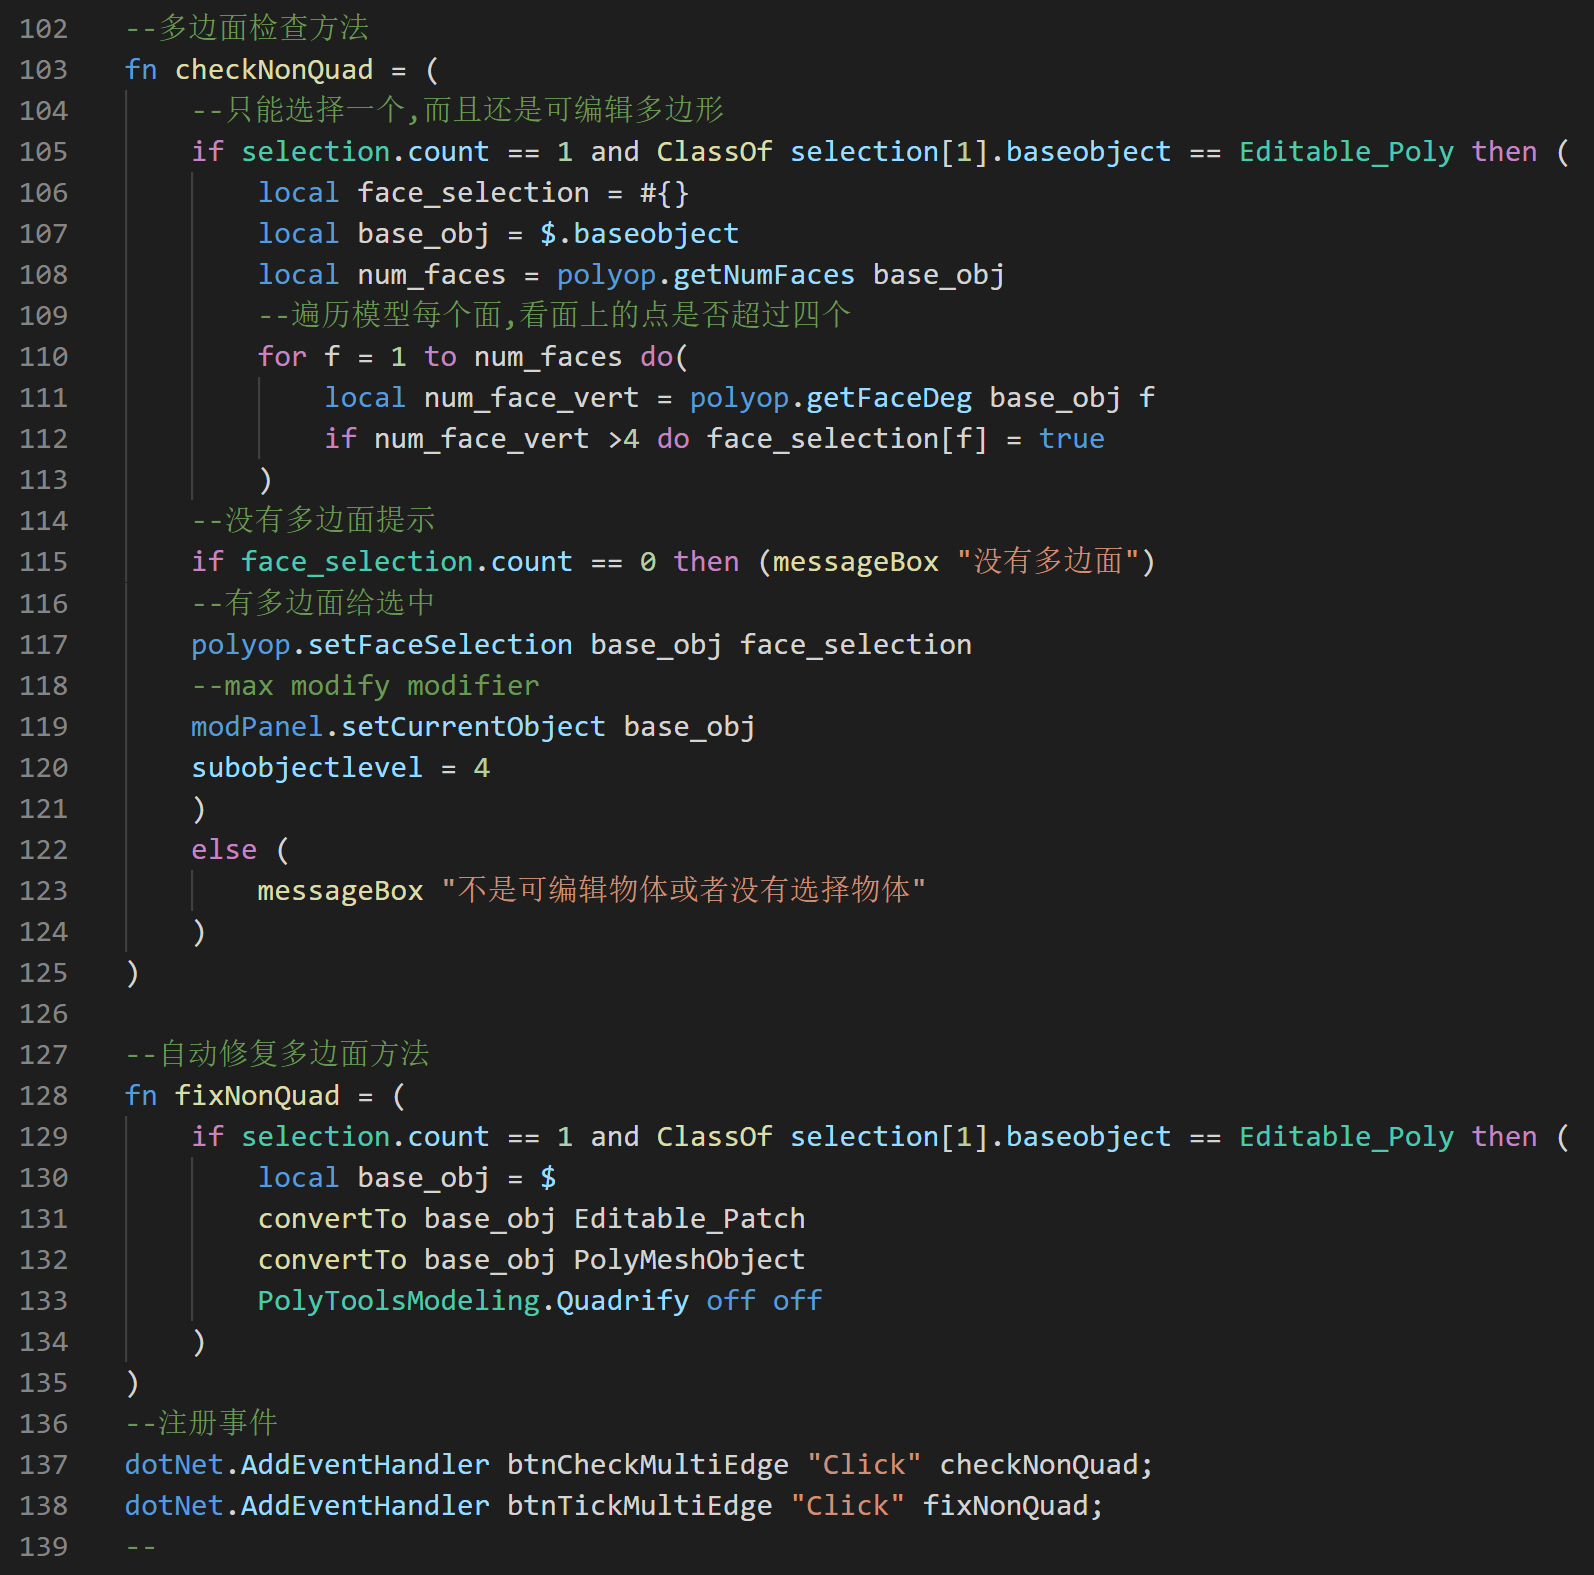 102 --多边面检查方法
103 fn checkNonQuad = (
104 --只能选择一个,而且还是可编辑多边形
105 if selection.count == 1 and ClassOf selection[1].baseobject == Editable_Poly then (
106 local face_selection = #{}
107 local base_obj = $.baseobject
108 local num_faces = polyop.getNumFaces base_obj
109 --遍历模型每个面,看面上的点是否超过四个
110 for f = 1 to num_faces do(
111 local num_face_vert = polyop.getFaceDeg base_obj f
112 if num_face_vert >4 do face_selection[f] = true
113 )
114 --没有多边面提示
115 if face_selection.count == 0 then (messageBox "没有多边面")
116 --有多边面给选中
117 polyop.setFaceSelection base_obj face_selection
118 --max modify modifier
119 modPanel.setCurrentObject base_obj
120 subobjectlevel = 4
121 )
122 else (
123 messageBox "不是可编辑物体或者没有选择物体"
124 )
125 )
126
127 --自动修复多边面方法
128 fn fixNonQuad = (
129 if selection.count == 1 and ClassOf selection[1].baseobject == Editable_Poly then (
130 local base_obj = $
131 convertTo base_obj Editable_Patch
132 convertTo base_obj PolyMeshObject
133 PolyToolsModeling.Quadrify off off
134 )
135 )
136 --注册事件
137 dotNet.AddEventHandler btnCheckMultiEdge "Click" checkNonQuad;
138 dotNet.AddEventHandler btnTickMultiEdge "Click" fixNonQuad;
139 --